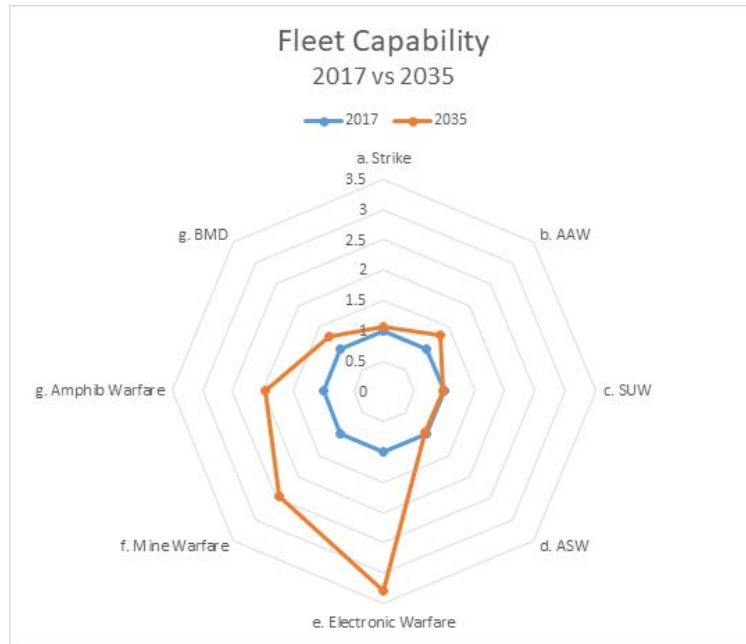 Fleet Capability
2017 vs 2035
2017 2035
a. Strike
3.5
3
2.5
2
1.5
1
0.5
0
b. AAW
c. SUW
d. ASW
e. Electronic Warfare
f. Mine Warfare
g. Amphib Warfare
g. BMD